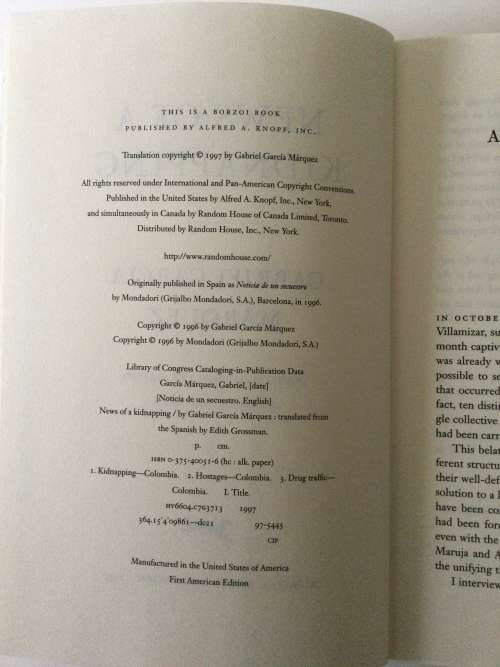 THIS IS A BORZOI BOOK
PUBLISHED BY ALFRED A. KNOPF, INC.
Translation copyright © 1997 by Gabriel García Márquez
All rights reserved under International and Pan-American Copyright Conventions.
Published in the United States by Alfred A. Knopf, Inc., New York,
and simultaneously in Canada by Random House of Canada Limited, Toronto.
Distributed by Random House, Inc., New York.
http://www.randomhouse.com/
Originally published in Spain as Noticia de un secuestro
by Mondadori (Grijalbo Mondadori, S.A.), Barcelona, in 1996.
Copyright © 1996 by Gabriel García Márquez
Copyright © 1996 by Mondadori (Grijalbo Mondadori, S.A.)
Library of Congress Cataloging-in-Publication Data
García Márquez, Gabriel, [date]
[Noticia de un secuestro. English]
News of a kidnapping / by Gabriel García Márquez : translated from
the Spanish by Edith Grossman.
p. cm.
ISBN 0-375-40051-6 (hc : alk. paper)
1. Kidnapping—Colombia. 2. Hostages—Colombia. 3. Drug traffic—
Colombia. I. Title.
HV6604.C7G3713 1997
364.15'4'09861—dc21 97-5445
CIP
Manufactured in the United States of America
First American Edition
A
IN OCTOBE
Villamizar, su
month captiv
was already w
possible to se
that occurred
fact, ten distin
gle collective
had been carr
This belat
ferent structu
their well-def
solution to a l
have been co
had been fore
even with the
Maruja and A
the unifying th
I interview